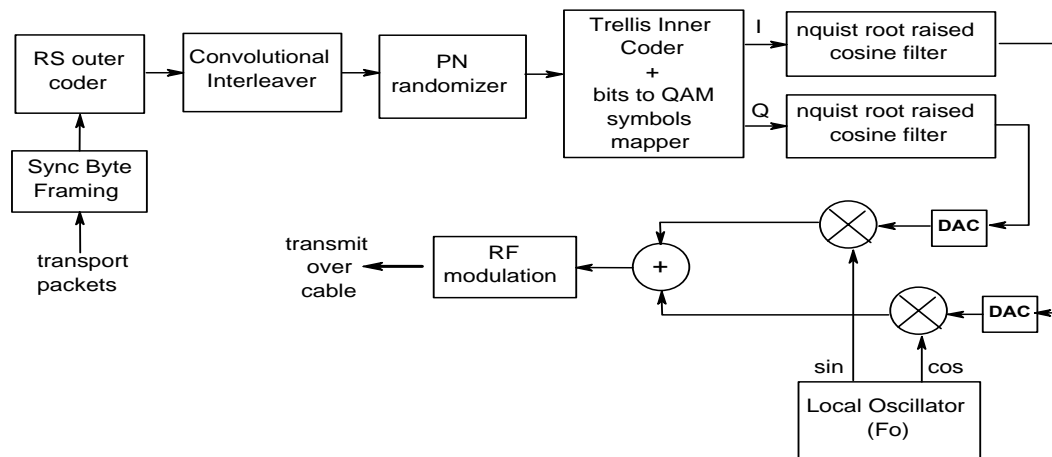 RS outer
coder
Convolutional
Interleaver
PN
randomizer
Trellis Inner
Coder
+
bits to QAM
symbols
mapper
I
nquist root raised
cosine filter
Q
nquist root raised
cosine filter
Sync Byte
Framing
transport
packets
transmit
over
cable
RF
modulation
+
DAC
DAC
sin
cos
Local Oscillator
(Fo)